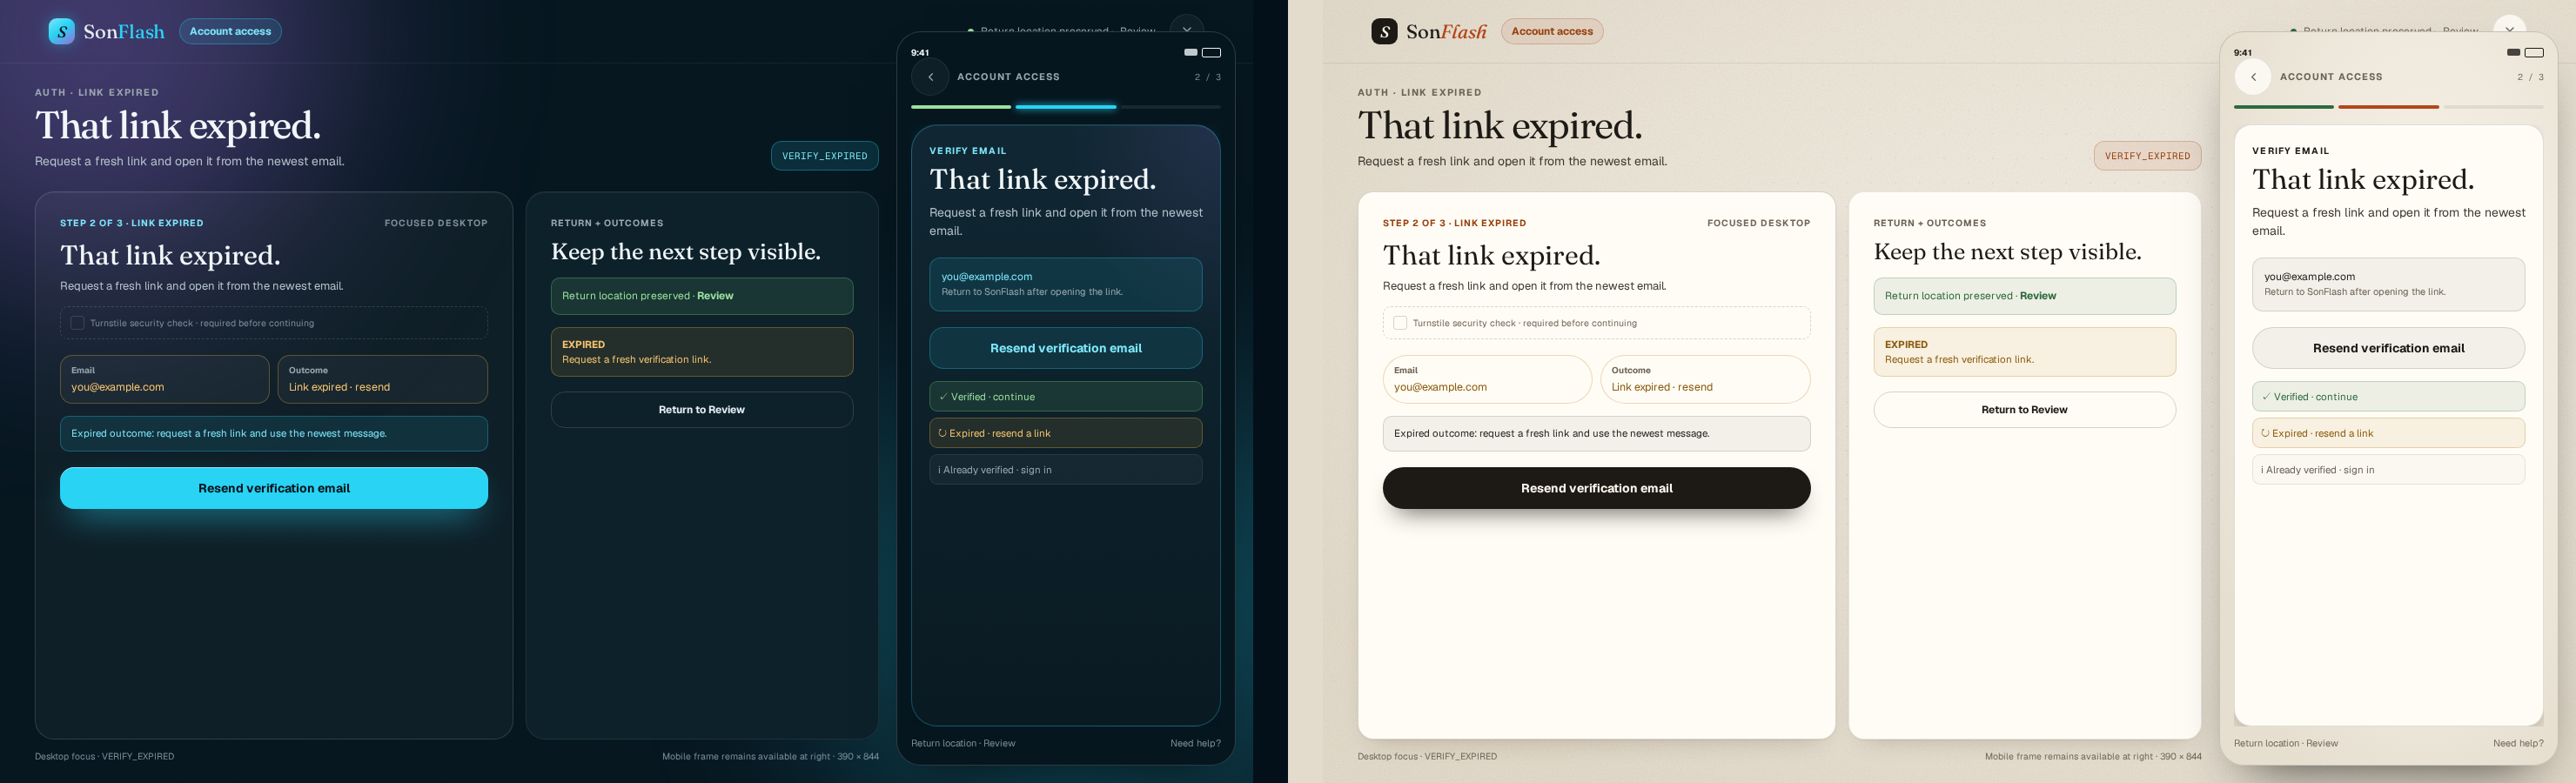 S SonFlash Account access
Return location preserved · Review
AUTH · LINK EXPIRED
That link expired.
Request a fresh link and open it from the newest email.
VERIFY_EXPIRED
STEP 2 OF 3 · LINK EXPIRED
FOCUSED DESKTOP
That link expired.
Request a fresh link and open it from the newest email.
Turnstile security check · required before continuing
Email
you@example.com
Outcome
Link expired · resend
Expired outcome: request a fresh link and use the newest message.
Resend verification email
RETURN + OUTCOMES
Keep the next step visible.
Return location preserved · Review
EXPIRED
Request a fresh verification link.
Return to Review
Desktop focus · VERIFY_EXPIRED
Mobile frame remains available at right · 390 × 844
9:41
ACCOUNT ACCESS
2 / 3
VERIFY EMAIL
That link expired.
Request a fresh link and open it from the newest
email.
you@example.com
Return to SonFlash after opening the link.
Resend verification email
✓ Verified · continue
↻ Expired · resend a link
i Already verified · sign in
Return location · Review
Need help?
S SonFlash Account access
Return location preserved · Review
AUTH · LINK EXPIRED
That link expired.
Request a fresh link and open it from the newest email.
VERIFY_EXPIRED
STEP 2 OF 3 · LINK EXPIRED
FOCUSED DESKTOP
That link expired.
Request a fresh link and open it from the newest email.
Turnstile security check · required before continuing
Email
you@example.com
Outcome
Link expired · resend
Expired outcome: request a fresh link and use the newest message.
Resend verification email
RETURN + OUTCOMES
Keep the next step visible.
Return location preserved · Review
EXPIRED
Request a fresh verification link.
Return to Review
Desktop focus · VERIFY_EXPIRED
Mobile frame remains available at right · 390 × 844
9:41
ACCOUNT ACCESS
2 / 3
VERIFY EMAIL
That link expired.
Request a fresh link and open it from the newest
email.
you@example.com
Return to SonFlash after opening the link.
Resend verification email
✓ Verified · continue
↻ Expired · resend a link
i Already verified · sign in
Return location · Review
Need help?